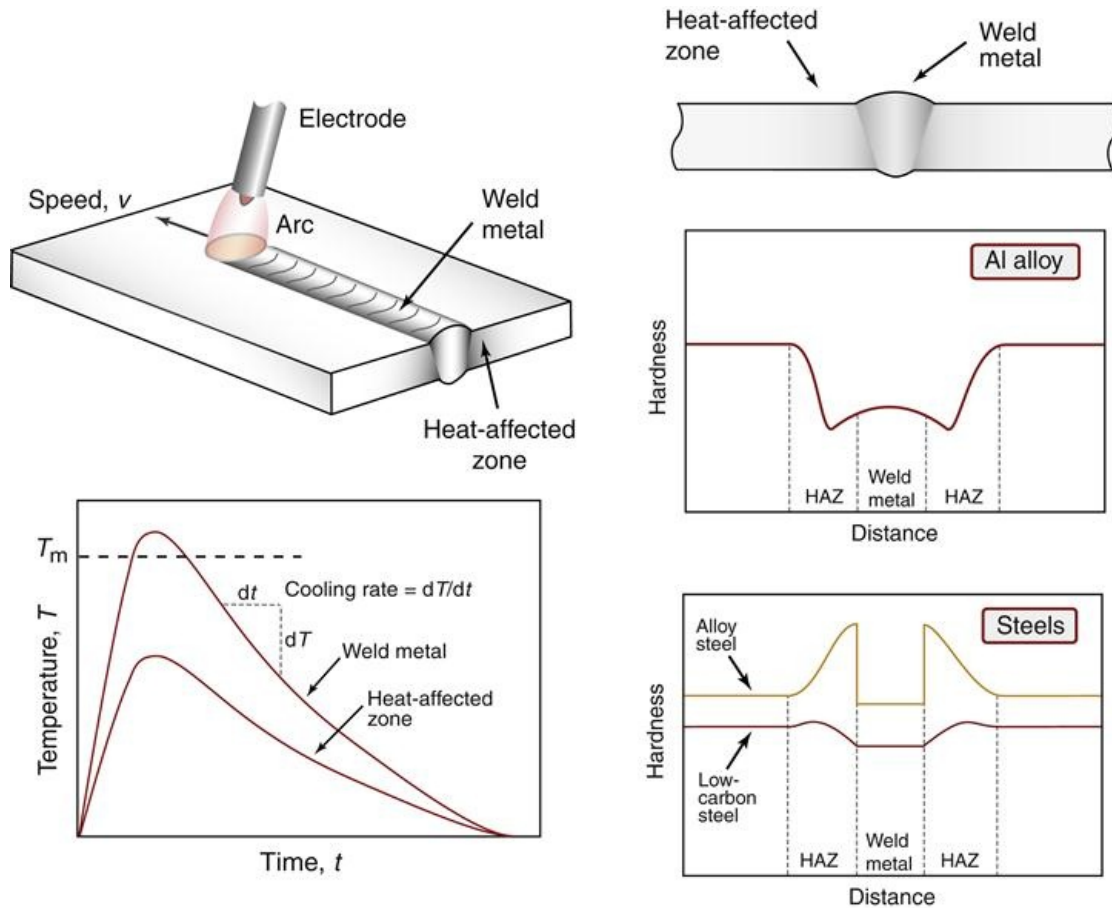 Electrode
Speed, v
Arc
Weld
metal
Heat-affected
zone
Heat-affected
zone
Weld
metal
Al alloy
Hardness
HAZ
Weld
metal
HAZ
Distance
Tm
dt
Cooling rate = dT/dt
dT
Weld metal
Heat-affected
zone
Temperature, T
Time, t
Alloy
steel
Steels
Hardness
Low-
carbon
steel
HAZ
Weld
metal
HAZ
Distance